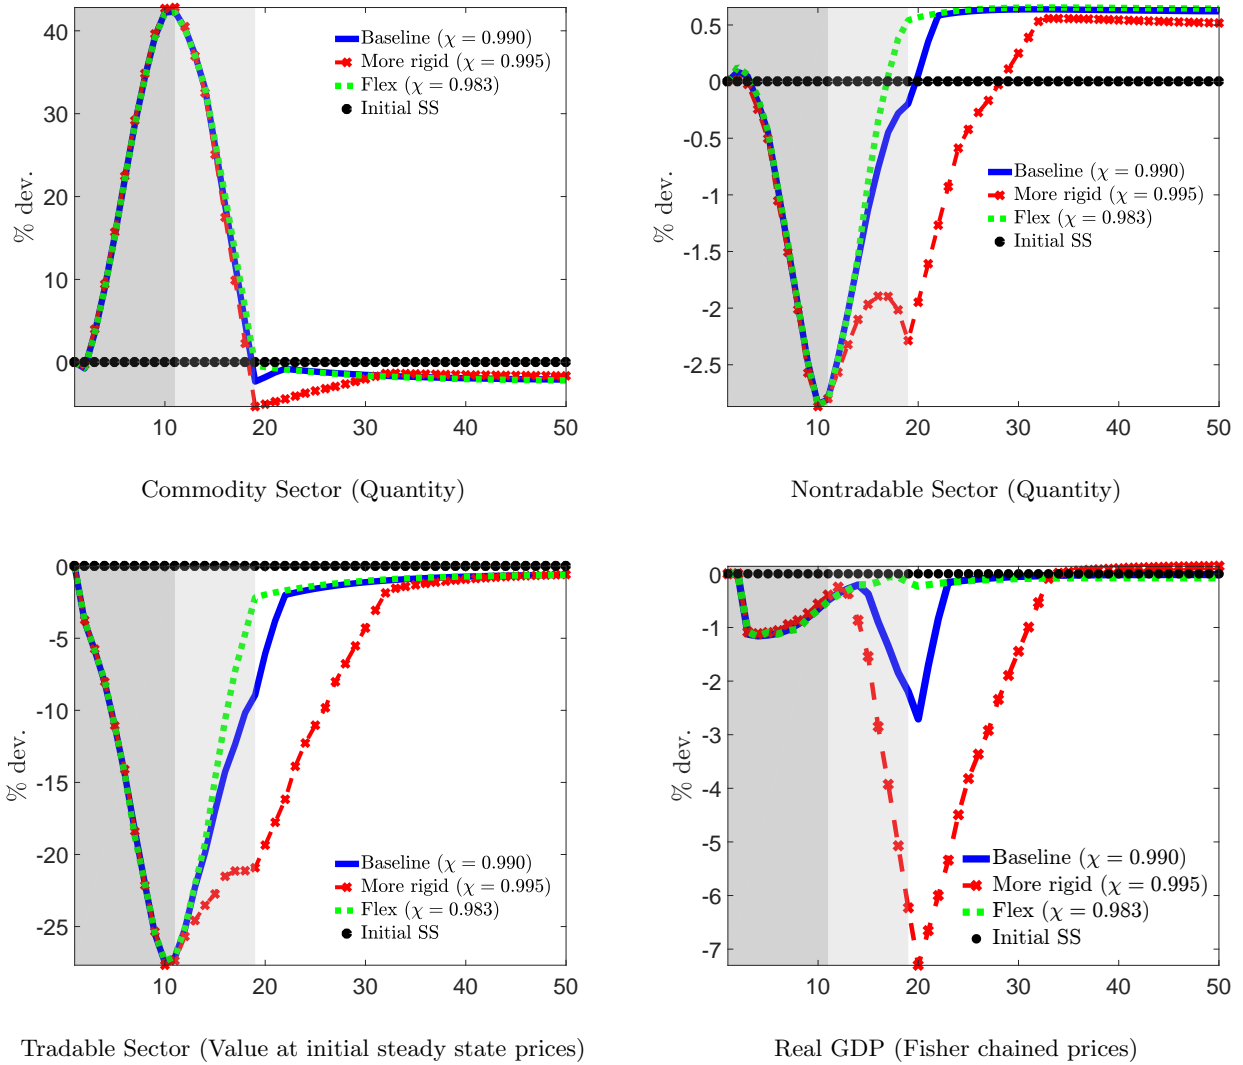 % dev.
40
30
20
10
0
10
20
30
40
50
Baseline (χ = 0.990)
More rigid (χ = 0.995)
Flex (χ = 0.983)
Initial SS
Commodity Sector (Quantity)
% dev.
0.5
0
-0.5
-1
-1.5
-2
-2.5
10
20
30
40
50
Baseline (χ = 0.990)
More rigid (χ = 0.995)
Flex (χ = 0.983)
Initial SS
Nontradable Sector (Quantity)
% dev.
0
-5
-10
-15
-20
-25
10
20
30
40
50
Baseline (χ = 0.990)
More rigid (χ = 0.995)
Flex (χ = 0.983)
Initial SS
Tradable Sector (Value at initial steady state prices)
% dev.
0
-1
-2
-3
-4
-5
-6
-7
10
20
30
40
50
Baseline (χ = 0.990)
More rigid (χ = 0.995)
Flex (χ = 0.983)
Initial SS
Real GDP (Fisher chained prices)